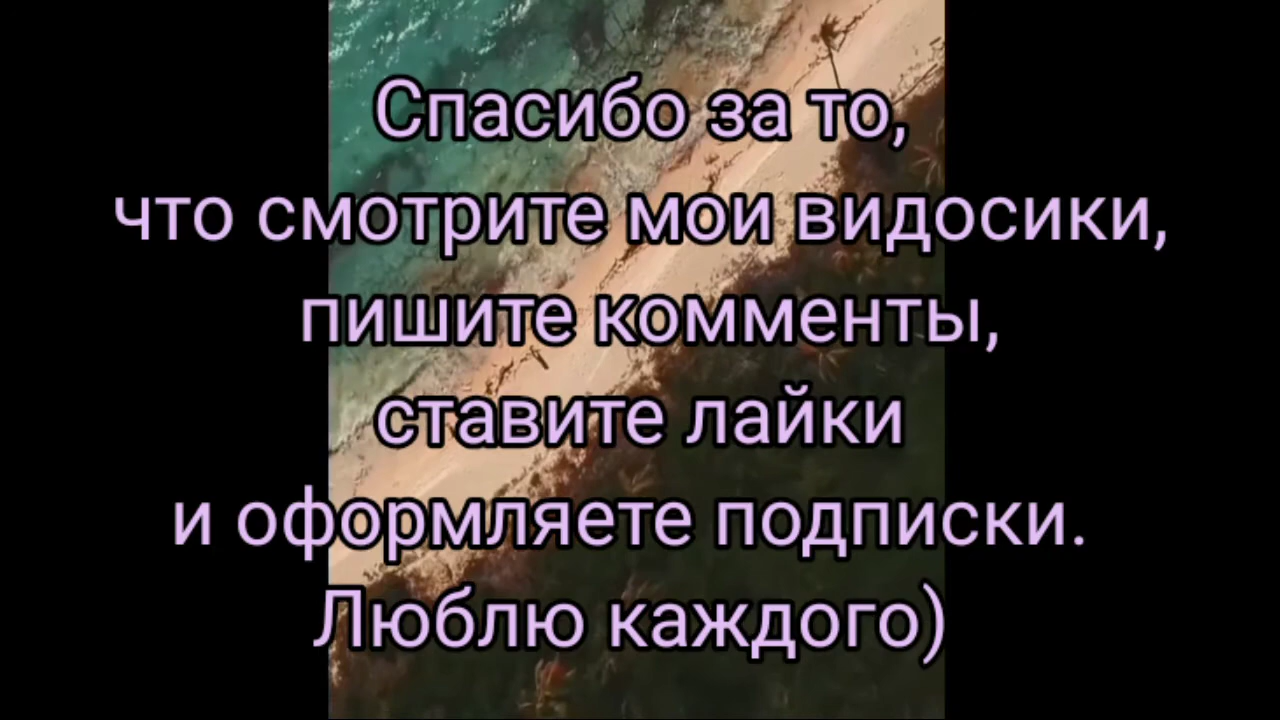 Спасибо за то,
что смотрите мои видосики,
пишите комменты,
ставите лайки
и оформляете подписки.
Люблю каждого)